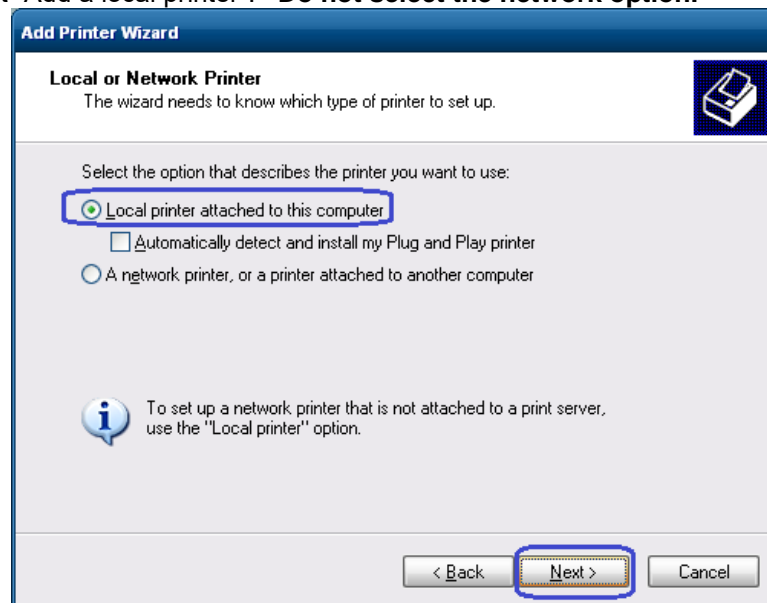 Add a local printer". Do not select the network option.
Add Printer Wizard
Local or Network Printer
The wizard needs to know which type of printer to set up.
Select the option that describes the printer you want to use:
Local printer attached to this computer
Automatically detect and install my Plug and Play printer
A network printer, or a printer attached to another computer
To set up a network printer that is not attached to a print server,
use the "Local printer" option.
< Back
Next >
Cancel